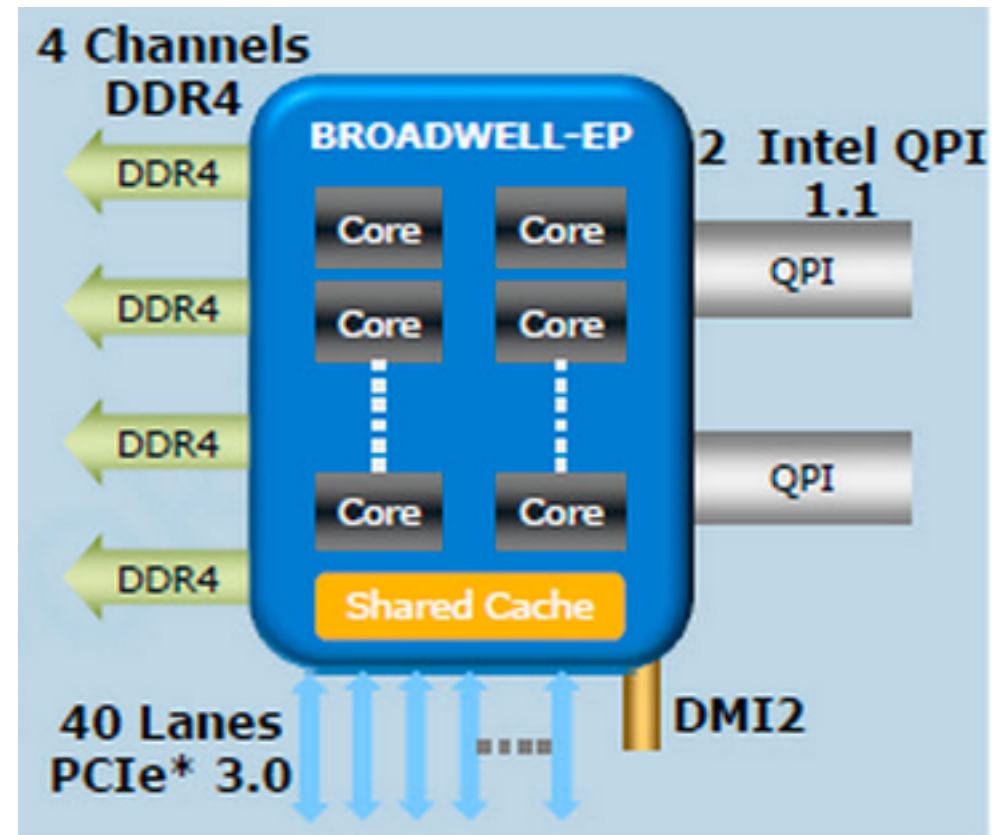 4 Channels
DDR4
BROADWELL-EP
2 Intel QPI
1.1
DDR4
DDR4
DDR4
DDR4
Core Core
Core Core
Core Core
Shared Cache
QPI
QPI
40 Lanes
PCIe* 3.0
DMI2